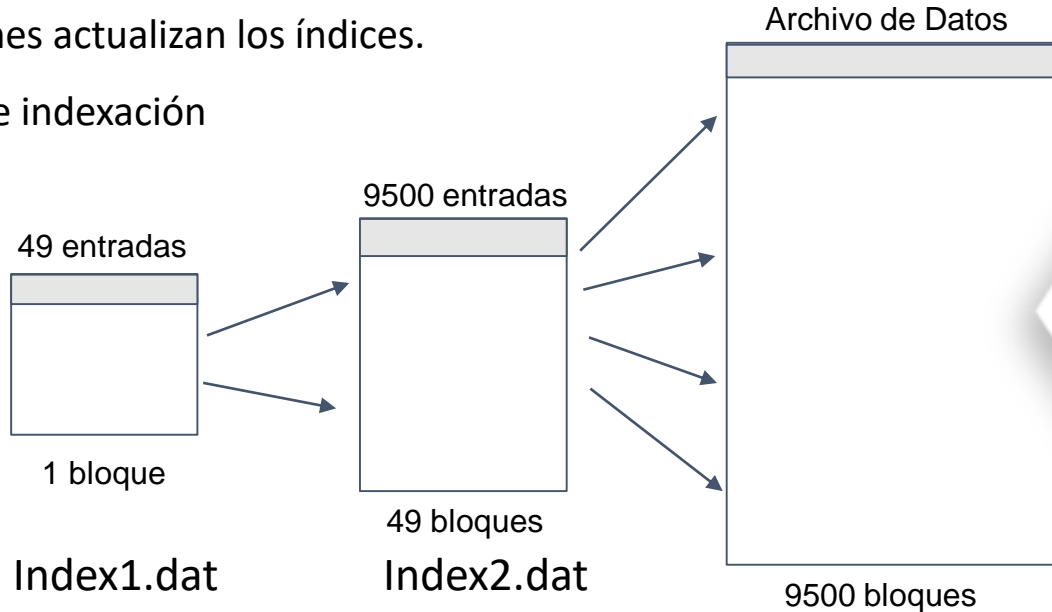 nes actualizan los índices.
e indexación
Archivo de Datos
9500 entradas
49 entradas
1 bloque
49 bloques
Index1.dat
Index2.dat
9500 bloques